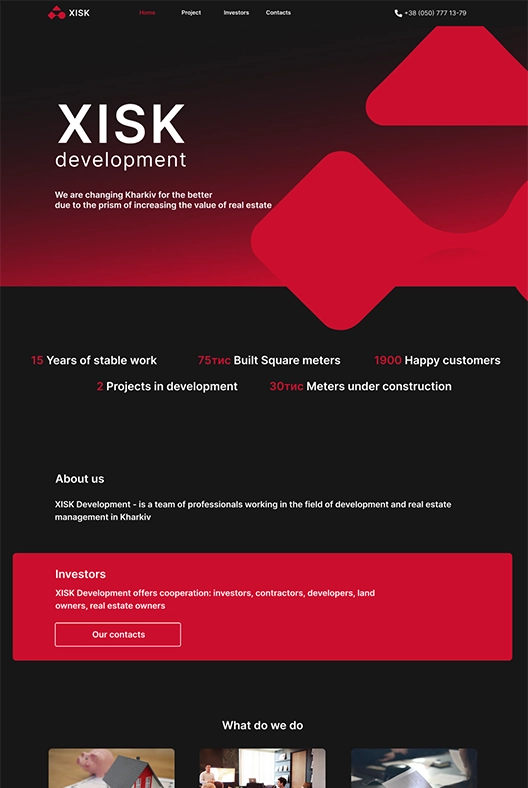 XISK
Home
Project
Investors
Contacts
+38 (050) 777 13-79
XISK
development
We are changing Kharkiv for the better
due to the prism of increasing the value of real estate
15 Years of stable work
75тис Built Square meters
1900 Happy customers
2 Projects in development
30тис Meters under construction
About us
XISK Development - is a team of professionals working in the field of development and real estate
management in Kharkiv
Investors
XISK Development offers cooperation: investors, contractors, developers, land
owners, real estate owners
Our contacts
What do we do